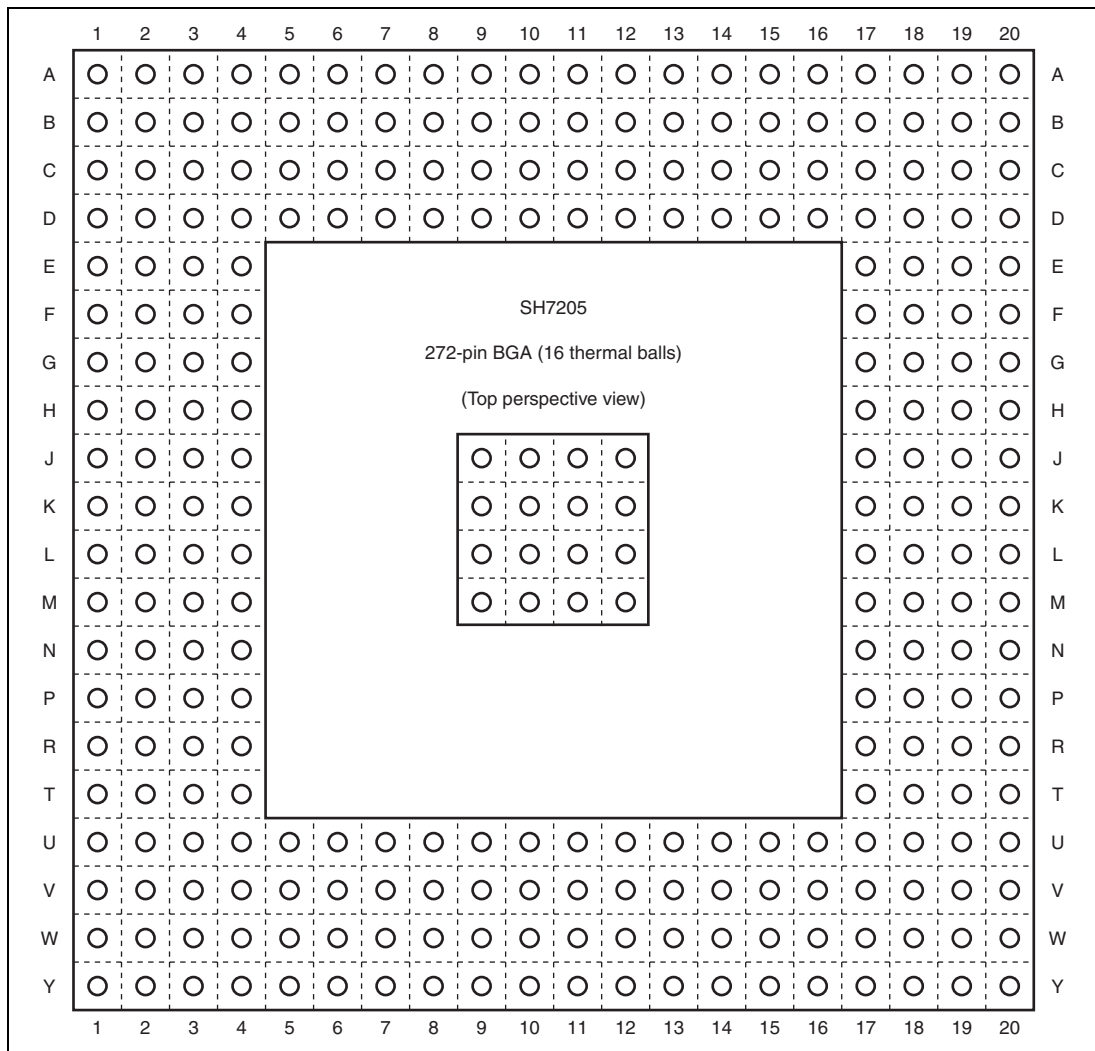 1 2 3 4 5 6 7 8 9 10 11 12 13 14 15 16 17 18 19 20
A A
B B
C C
D D
E E
F SH7205 F
G 272-pin BGA (16 thermal balls) G
H (Top perspective view) H
J J
K K
L L
M M
N N
P P
R R
T T
U U
V V
W W
Y Y
1 2 3 4 5 6 7 8 9 10 11 12 13 14 15 16 17 18 19 20